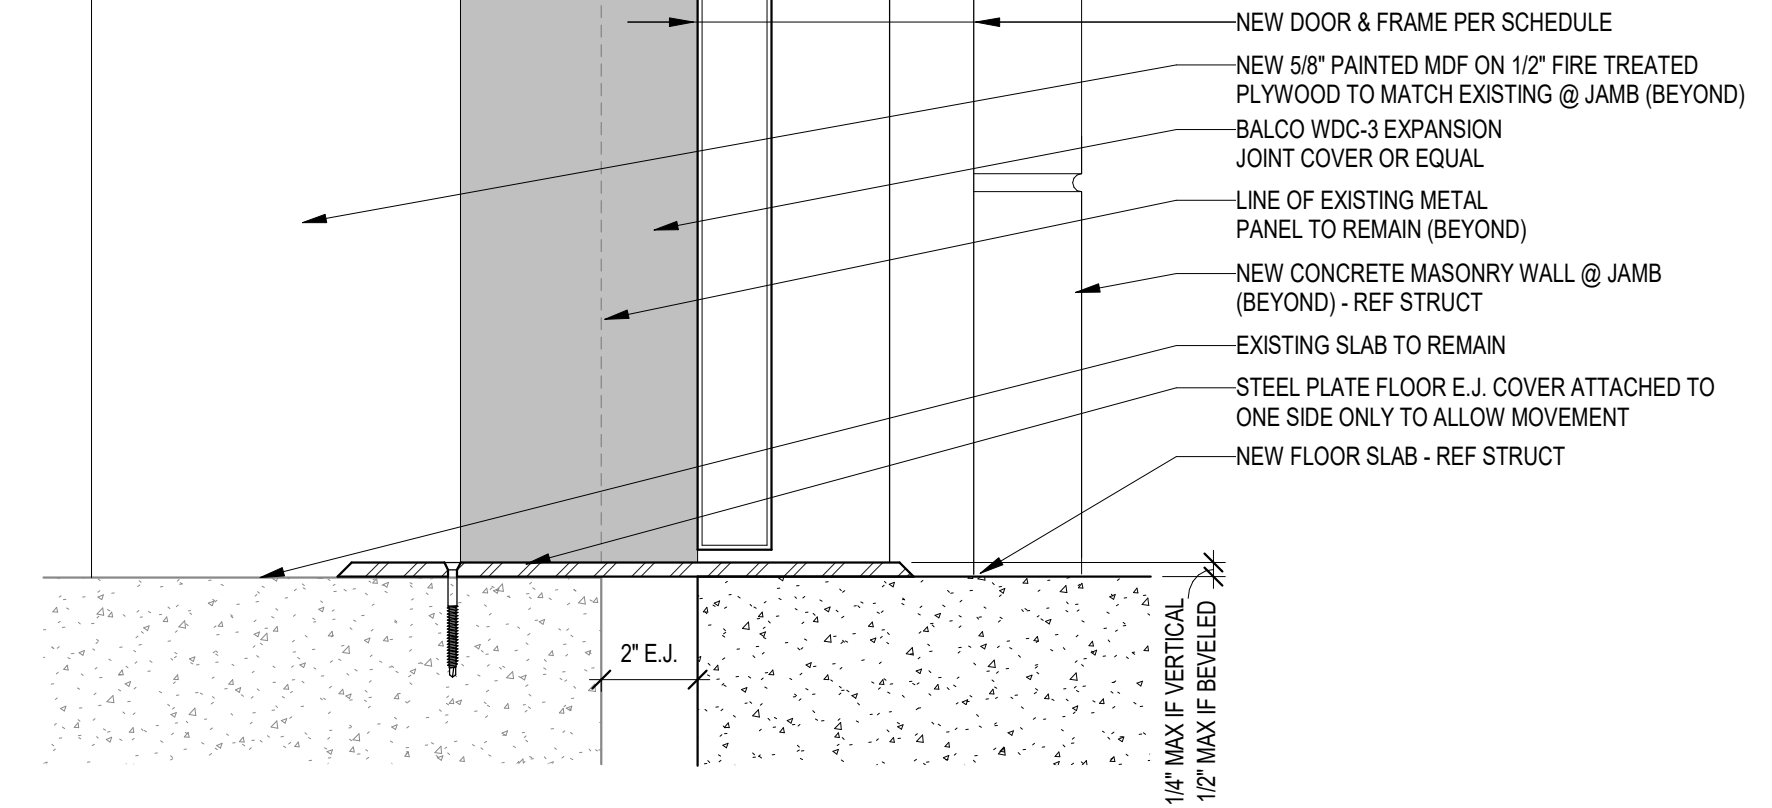 NEW DOOR & FRAME PER SCHEDULE
NEW 5/8" PAINTED MDF ON 1/2" FIRE TREATED
PLYWOOD TO MATCH EXISTING @ JAMB (BEYOND)
BALCO WDC-3 EXPANSION
JOINT COVER OR EQUAL
LINE OF EXISTING METAL
PANEL TO REMAIN (BEYOND)
NEW CONCRETE MASONRY WALL @ JAMB
(BEYOND) - REF STRUCT
EXISTING SLAB TO REMAIN
STEEL PLATE FLOOR E.J. COVER ATTACHED TO
ONE SIDE ONLY TO ALLOW MOVEMENT
NEW FLOOR SLAB - REF STRUCT
2" E.J.
1/4" MAX IF VERTICAL
1/2" MAX IF BEVELED